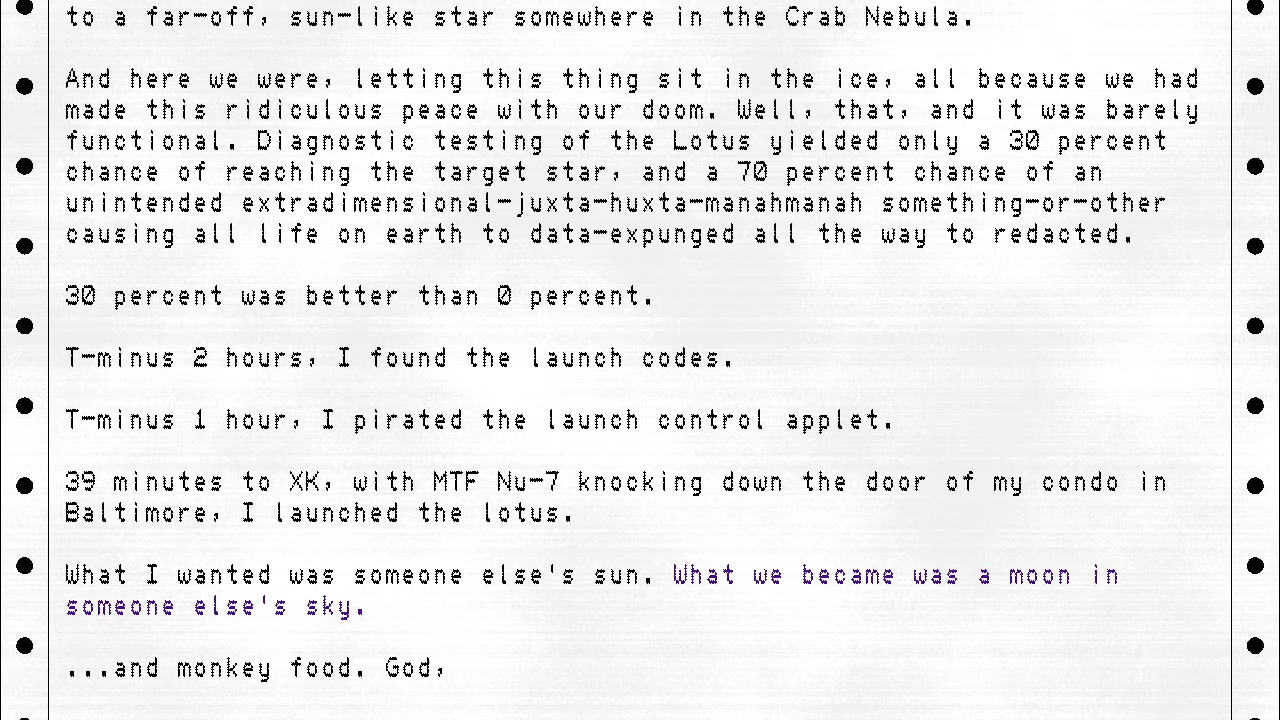 to a far-off, sun-like star somewhere in the Crab Nebula.
And here we were, letting this thing sit in the ice, all because we had
made this ridiculous peace with our doom. Well, that, and it was barely
functional. Diagnostic testing of the Lotus yielded only a 30 percent
chance of reaching the target star, and a 70 percent chance of an
unintended extradimensional-juxta-huxta-manahmanah something-or-other
causing all life on earth to data-expunged all the way to redacted.
30 percent was better than 0 percent.
T-minus 2 hours, I found the launch codes.
T-minus 1 hour, I pirated the launch control applet.
39 minutes to XK, with MTF Nu-7 knocking down the door of my condo in
Baltimore, I launched the lotus.
What I wanted was someone else's sun. What we became was a moon in
someone else's sky.
...and monkey food. God,